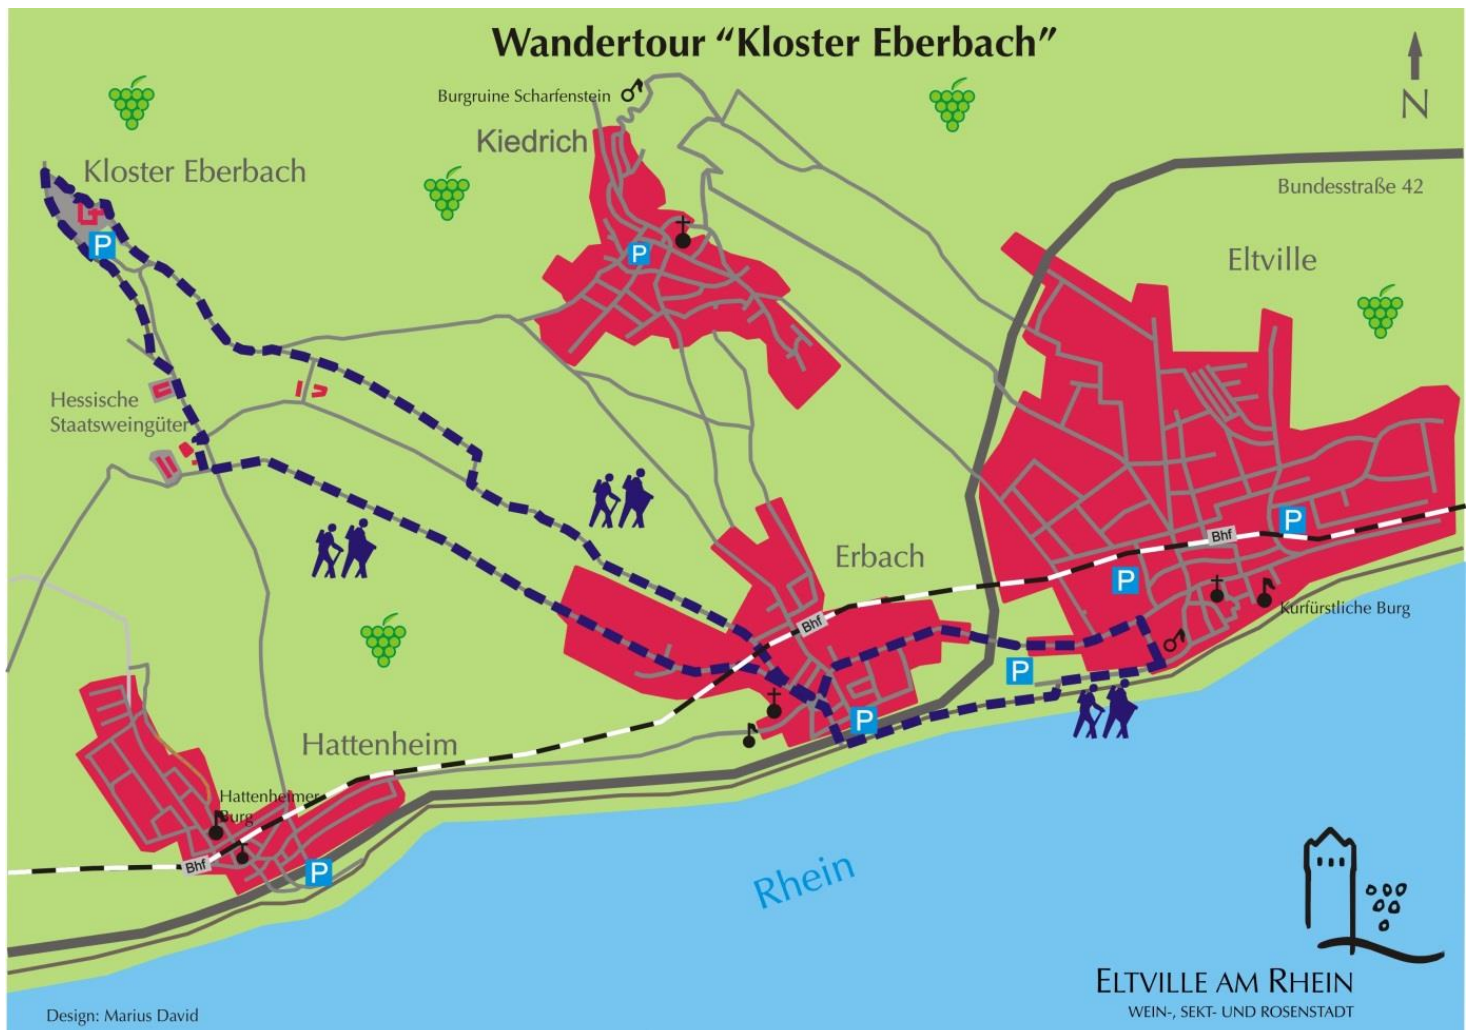 Wandertour “Kloster Eberbach”
Burgruine Scharfenstein
N
Kiedrich
Kloster Eberbach
Bundesstraße 42
P
P
Eltville
Hessische
Staatsweingüter
P
Bhf
Erbach
P
Kurfürstliche Burg
Bhf
P
P
Hattenheim
Hattenheimer
Burg
Bhf
P
Rhein
ELTVILLE AM RHEIN
WEIN-, SEKT- UND ROSENSTADT
Design: Marius David